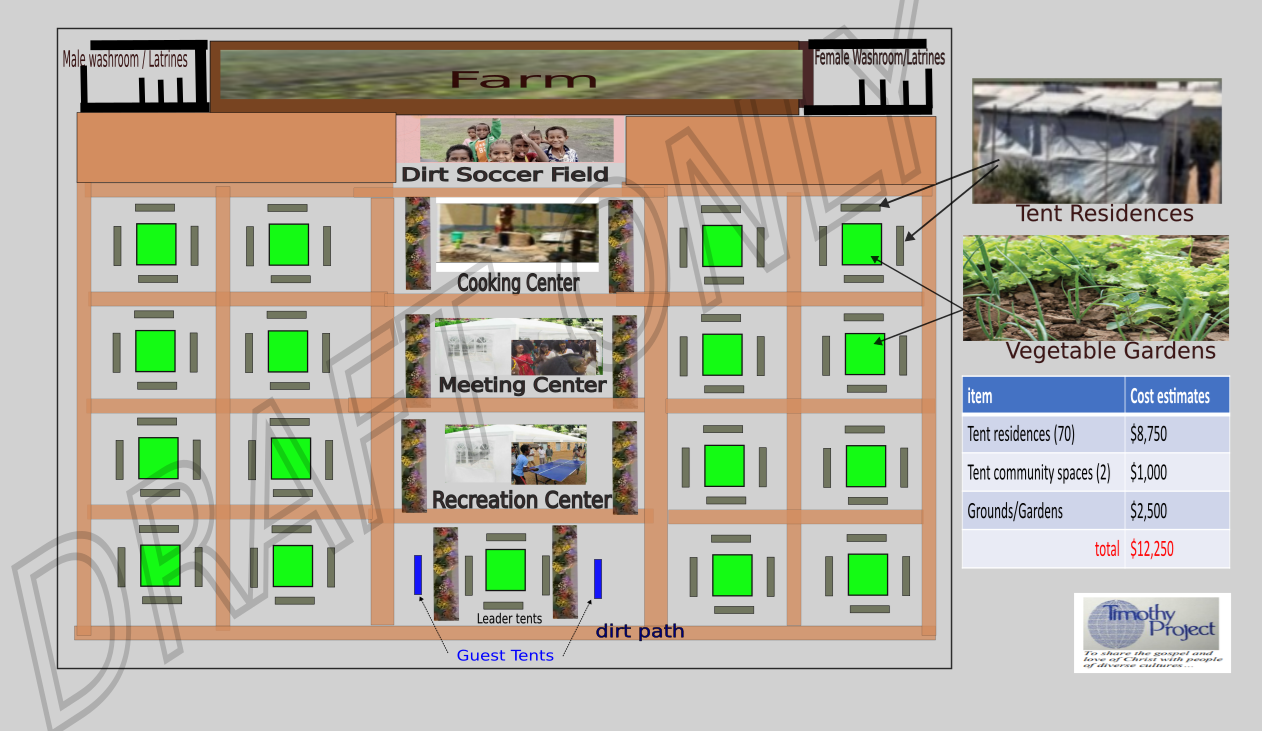 Male washroom / Latrines
Farm
Female Washroom/Latrines
Dirt Soccer Field
Cooking Center
Meeting Center
Recreation Center
Leader tents
Guest Tents
dirt path
DRAFT ONLY
Tent Residences
Vegetable Gardens
item Cost estimates
Tent residences (70) $8,750
Tent community spaces (2) $1,000
Grounds/Gardens $2,500
total $12,250
Timothy
Project
To share the gospel and
love of Christ with people
of diverse cultures...